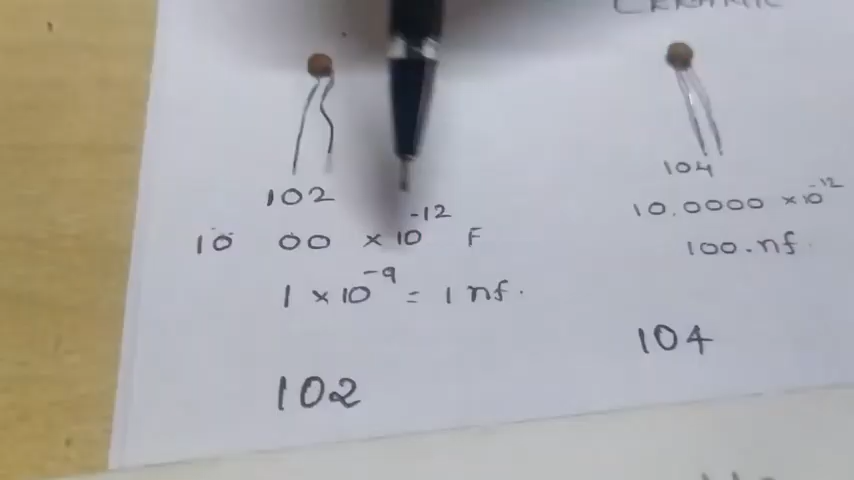 102
10 00 × 10⁻¹² F
1 × 10⁻⁹ = 1 nf.
102
104
10.0000 × 10⁻¹²
100.nf.
104